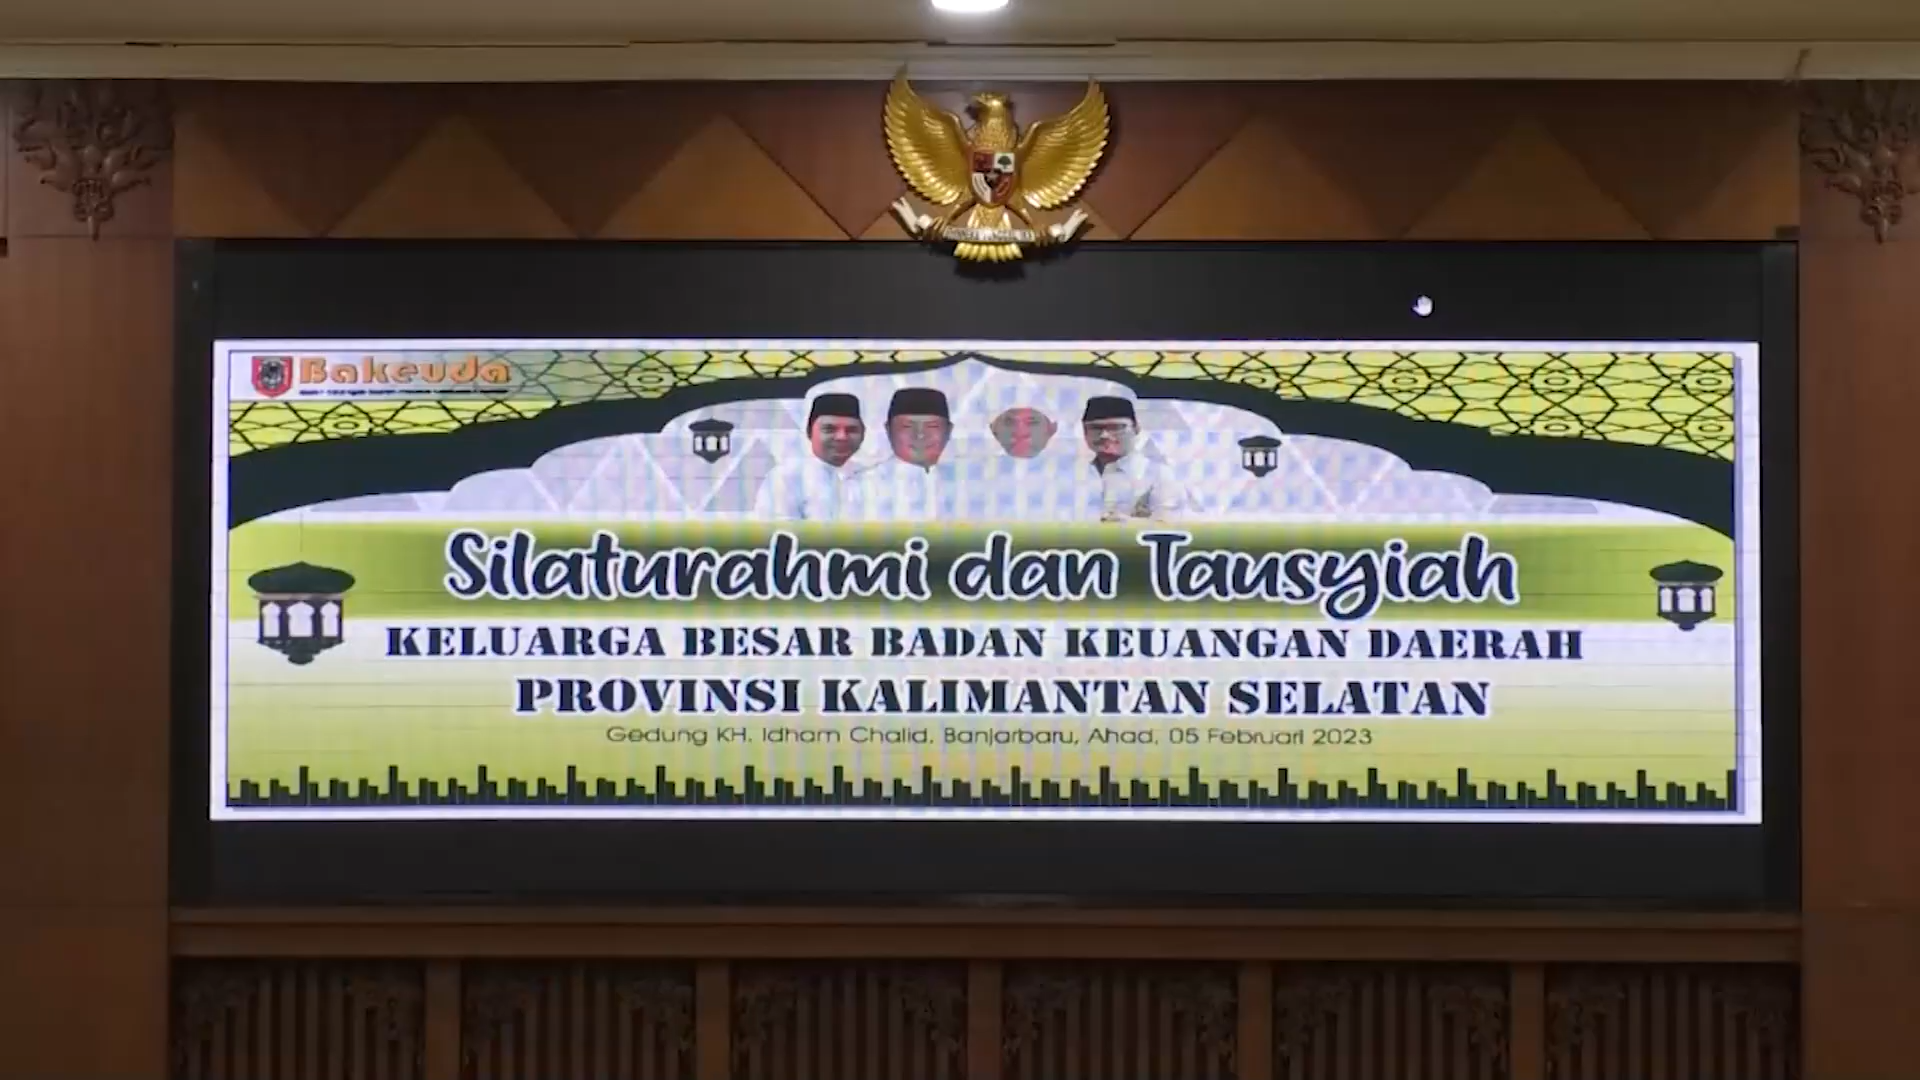 Bakeuda
Silaturahmi dan Tausyiah
KELUARGA BESAR BADAN KEUANGAN DAERAH
PROVINSI KALIMANTAN SELATAN
Gedung KH. Idham Chalid, Banjarbaru, Ahad, 05 Februari 2023